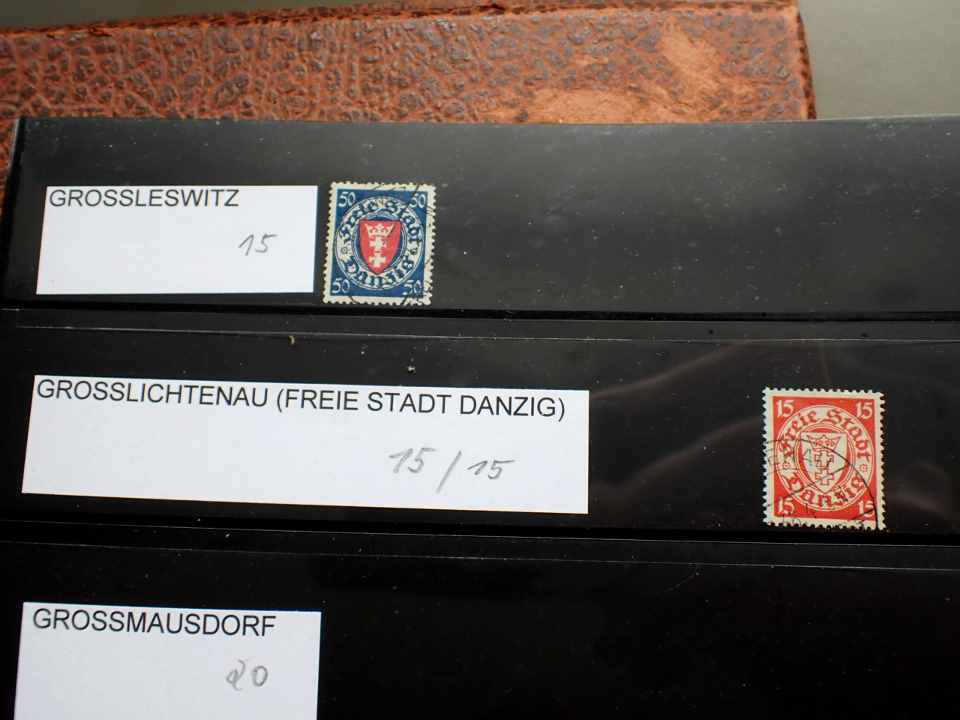 GROSSLESWITZ
15
50 50
Freie Stadt
Danzig
50 50
GROSSLICHTENAU (FREIE STADT DANZIG)
15/15
15 15
Freie Stadt
Danzig
15 15
GROSSMAUSDORF
20